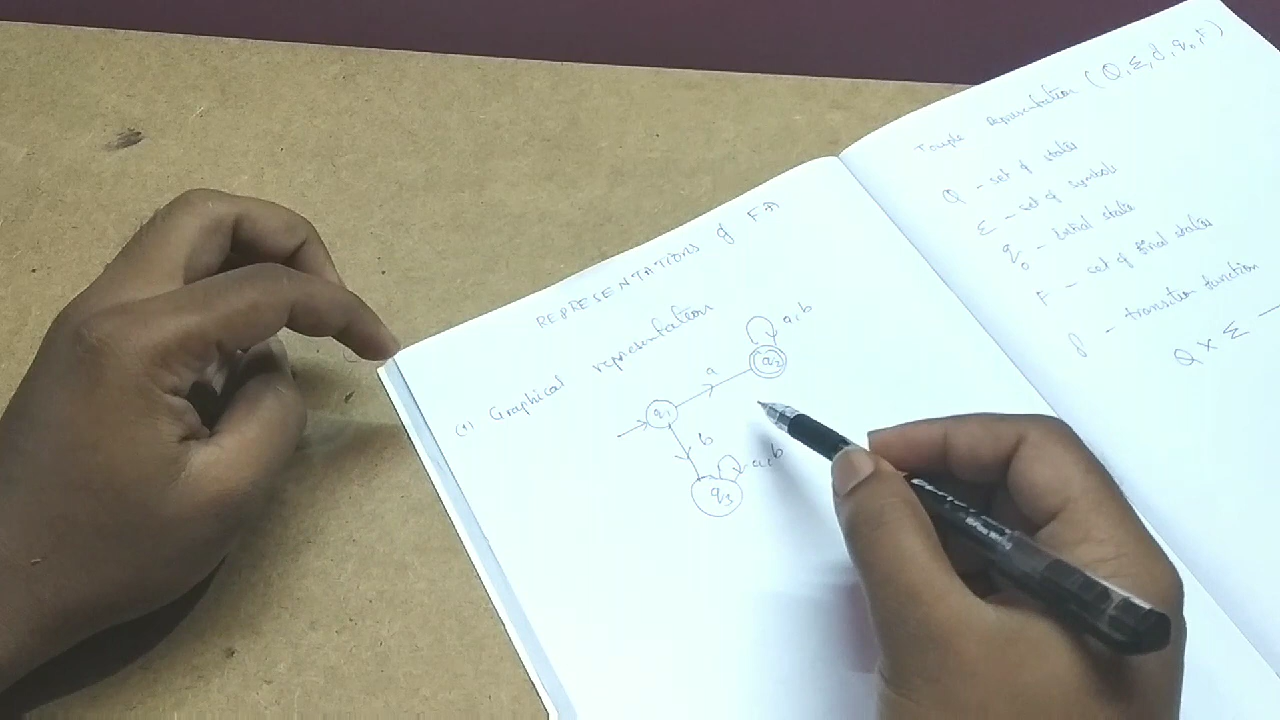 REPRESENTATIONS of FA
(1) Graphical representation
a,b
q2
a
q1
b
a,b
q3
Touple representation (Q, Σ, δ, q0, F)
Q - set of states
Σ - set of symbols
q0 - initial state
F - set of final states
δ - transition function
Q × Σ -